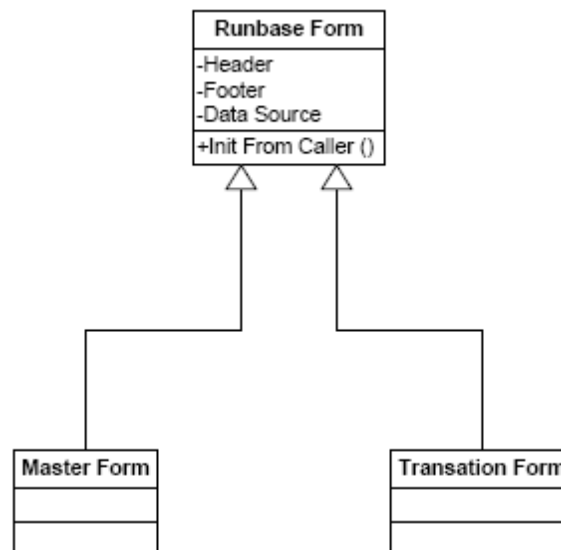 Runbase Form
-Header
-Footer
-Data Source
+Init From Caller ()
Master Form
Transation Form